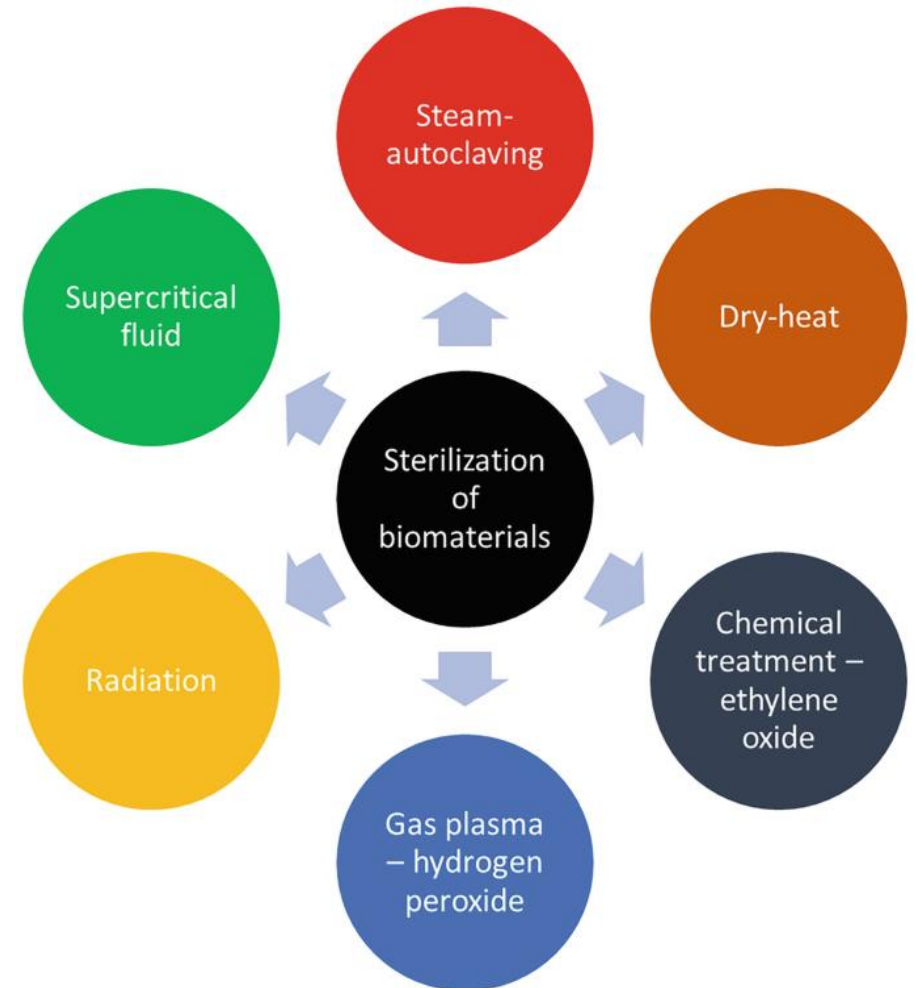 Steam-
autoclaving
Supercritical
fluid
Dry-heat
Sterilization
of
biomaterials
Radiation
Chemical
treatment –
ethylene
oxide
Gas plasma
– hydrogen
peroxide